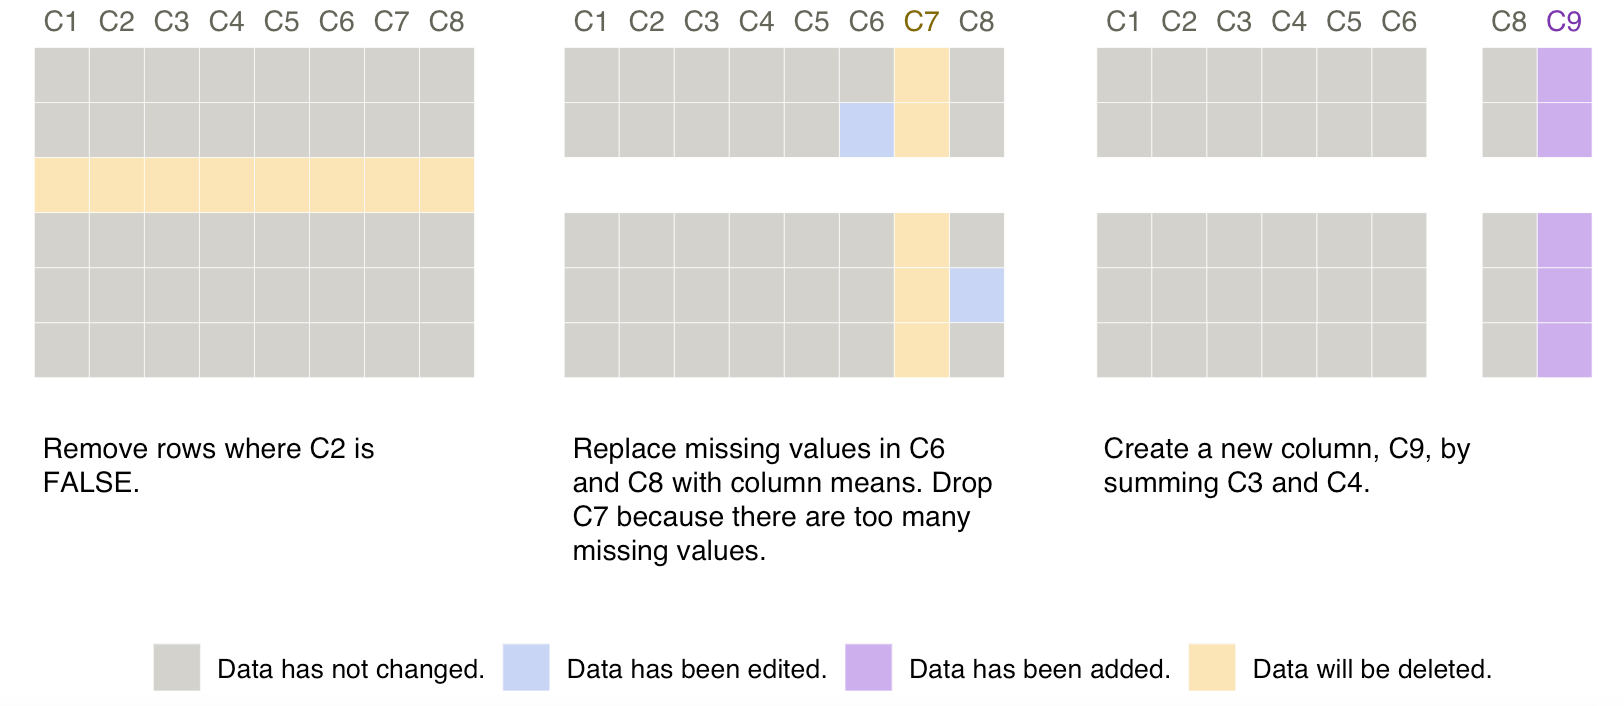 C1 C2 C3 C4 C5 C6 C7 C8
C1 C2 C3 C4 C5 C6 C7 C8
C1 C2 C3 C4 C5 C6 C8 C9
Remove rows where C2 is
FALSE.
Replace missing values in C6
and C8 with column means. Drop
C7 because there are too many
missing values.
Create a new column, C9, by
summing C3 and C4.
Data has not changed.
Data has been edited.
Data has been added.
Data will be deleted.